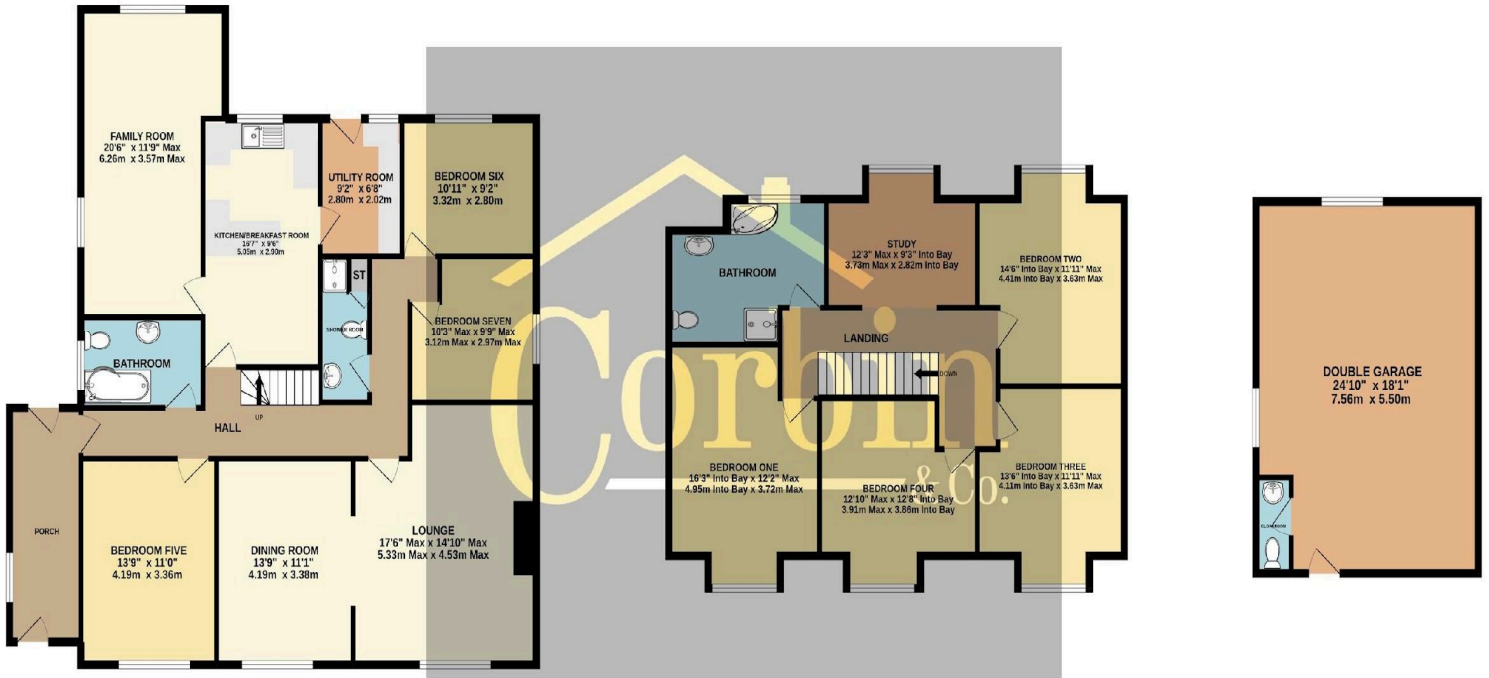 FAMILY ROOM
20'6" x 11'9" Max
6.26m x 3.57m Max
KITCHEN/BREAKFAST ROOM
16'7" x 9'6"
5.05m x 2.90m
UTILITY ROOM
9'2" x 6'8"
2.80m x 2.02m
BEDROOM SIX
10'11" x 9'2"
3.32m x 2.80m
ST
SHOWER ROOM
BEDROOM SEVEN
10'3" Max x 9'9" Max
3.12m Max x 2.97m Max
BATHROOM
UP
HALL
PORCH
BEDROOM FIVE
13'9" x 11'0"
4.19m x 3.36m
DINING ROOM
13'9" x 11'1"
4.19m x 3.38m
LOUNGE
17'6" Max x 14'10" Max
5.33m Max x 4.53m Max
BATHROOM
STUDY
12'3" Max x 9'3" Into Bay
3.73m Max x 2.82m Into Bay
BEDROOM TWO
14'6" Into Bay x 11'11" Max
4.41m Into Bay x 3.63m Max
LANDING
DOWN
BEDROOM ONE
16'3" Into Bay x 12'2" Max
4.95m Into Bay x 3.72m Max
BEDROOM FOUR
12'10" Max x 12'8" Into Bay
3.91m Max x 3.86m Into Bay
BEDROOM THREE
13'6" Into Bay x 11'11" Max
4.11m Into Bay x 3.63m Max
Corbin
& Co.
DOUBLE GARAGE
24'10" x 18'1"
7.56m x 5.50m
CLOAKROOM